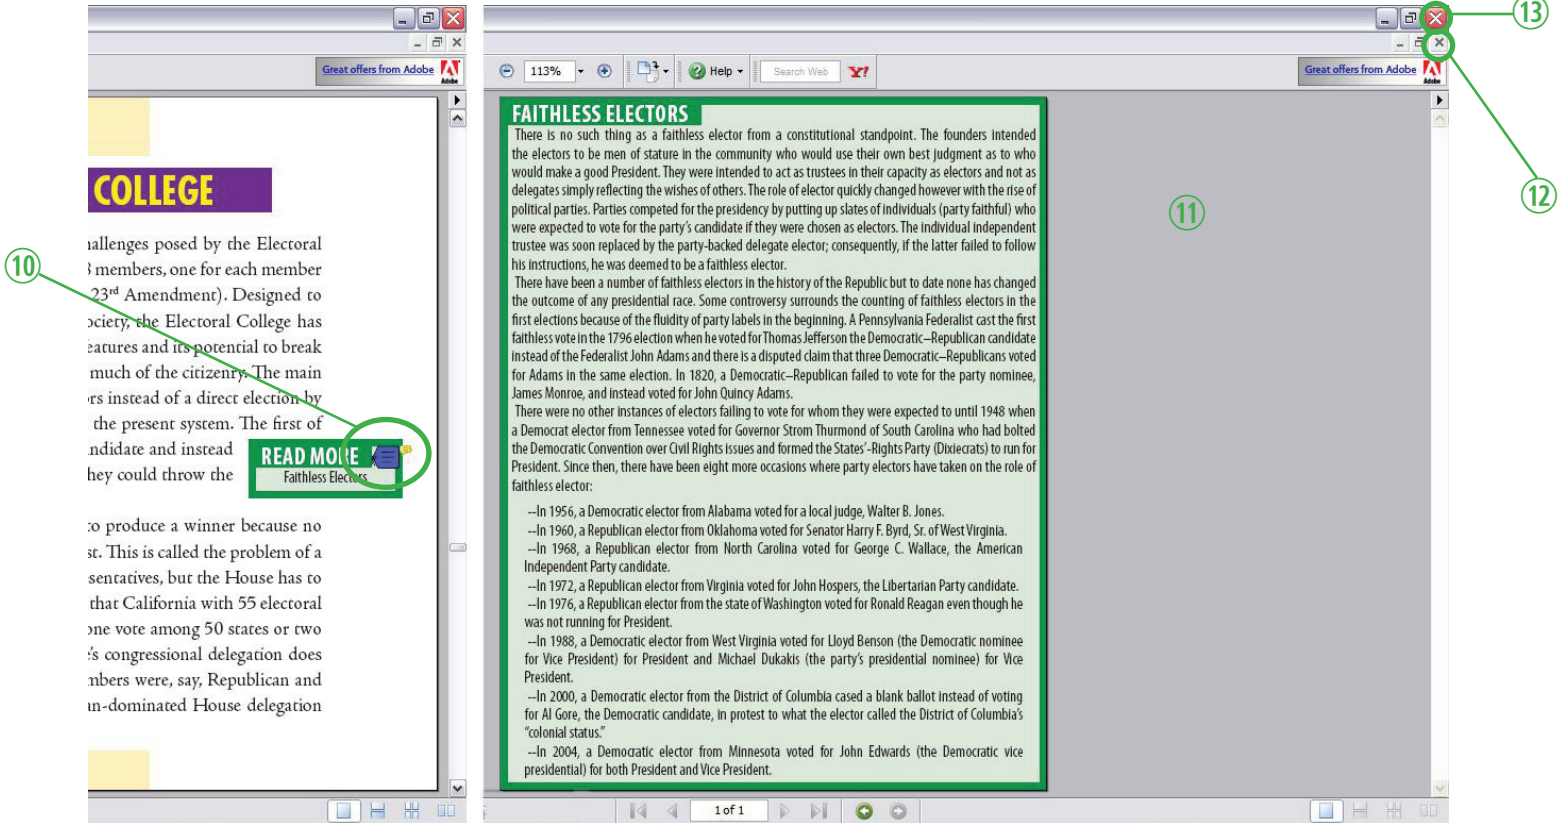 Great offers from Adobe
Adobe
COLLEGE
hallenges posed by the Electoral
8 members, one for each member
23rd Amendment). Designed to
ociety, the Electoral College has
eatures and its potential to break
much of the citizenry. The main
ors instead of a direct election by
the present system. The first of
andidate and instead
hey could throw the
READ MORE
Faithless Electors
to produce a winner because no
st. This is called the problem of a
sentatives, but the House has to
that California with 55 electoral
one vote among 50 states or two
's congressional delegation does
mbers were, say, Republican and
an-dominated House delegation
10
113%
Help
Search Web
Y!
Great offers from Adobe
Adobe
FAITHLESS ELECTORS
There is no such thing as a faithless elector from a constitutional standpoint. The founders intended
the electors to be men of stature in the community who would use their own best judgment as to who
would make a good President. They were intended to act as trustees in their capacity as electors and not as
delegates simply reflecting the wishes of others. The role of elector quickly changed however with the rise of
political parties. Parties competed for the presidency by putting up slates of individuals (party faithful) who
were expected to vote for the party's candidate if they were chosen as electors. The individual independent
trustee was soon replaced by the party-backed delegate elector; consequently, if the latter failed to follow
his instructions, he was deemed to be a faithless elector.
There have been a number of faithless electors in the history of the Republic but to date none has changed
the outcome of any presidential race. Some controversy surrounds the counting of faithless electors in the
first elections because of the fluidity of party labels in the beginning. A Pennsylvania Federalist cast the first
faithless vote in the 1796 election when he voted for Thomas Jefferson the Democratic–Republican candidate
instead of the Federalist John Adams and there is a disputed claim that three Democratic–Republicans voted
for Adams in the same election. In 1820, a Democratic–Republican failed to vote for the party nominee,
James Monroe, and instead voted for John Quincy Adams.
There were no other instances of electors failing to vote for whom they were expected to until 1948 when
a Democrat elector from Tennessee voted for Governor Strom Thurmond of South Carolina who had bolted
the Democratic Convention over Civil Rights issues and formed the States'-Rights Party (Dixiecrats) to run for
President. Since then, there have been eight more occasions where party electors have taken on the role of
faithless elector:
--In 1956, a Democratic elector from Alabama voted for a local judge, Walter B. Jones.
--In 1960, a Republican elector from Oklahoma voted for Senator Harry F. Byrd, Sr. of West Virginia.
--In 1968, a Republican elector from North Carolina voted for George C. Wallace, the American
Independent Party candidate.
--In 1972, a Republican elector from Virginia voted for John Hospers, the Libertarian Party candidate.
--In 1976, a Republican elector from the state of Washington voted for Ronald Reagan even though he
was not running for President.
--In 1988, a Democratic elector from West Virginia voted for Lloyd Benson (the Democratic nominee
for Vice President) for President and Michael Dukakis (the party's presidential nominee) for Vice
President.
--In 2000, a Democratic elector from the District of Columbia cased a blank ballot instead of voting
for Al Gore, the Democratic candidate, in protest to what the elector called the District of Columbia's
"colonial status."
--In 2004, a Democratic elector from Minnesota voted for John Edwards (the Democratic vice
presidential) for both President and Vice President.
1 of 1
11
12
13